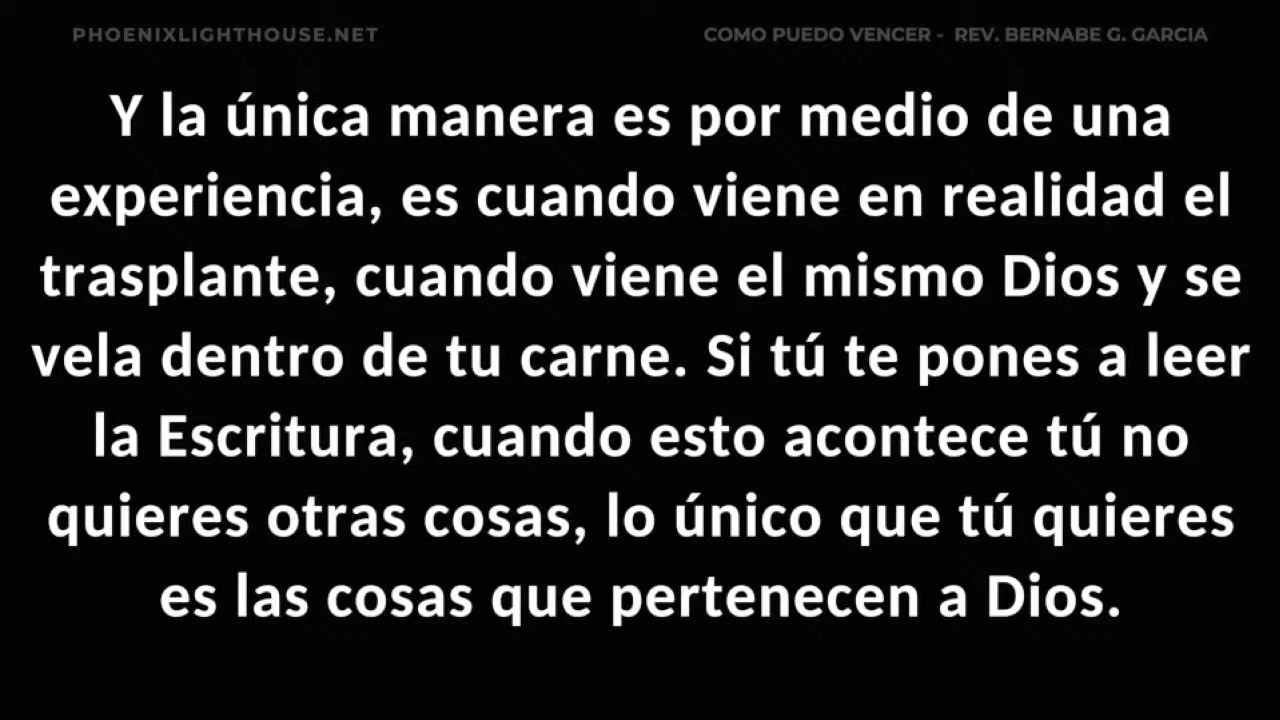 PHOENIXLIGHTHOUSE.NET
COMO PUEDO VENCER - REV. BERNABE G. GARCIA
Y la única manera es por medio de una
experiencia, es cuando viene en realidad el
trasplante, cuando viene el mismo Dios y se
vela dentro de tu carne. Si tú te pones a leer
la Escritura, cuando esto acontece tú no
quieres otras cosas, lo único que tú quieres
es las cosas que pertenecen a Dios.